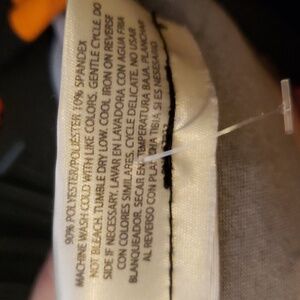 90% POLYESTER/POLIESTER 10% SPANDEX
MACHINE WASH COLD WITH LIKE COLORS, GENTLE CYCLE DO
NOT BLEACH. TUMBLE DRY LOW. COOL IRON ON REVERSE
SIDE IF NECESSARY. LAVAR EN LAVADORA CON AGUA FRIA
CON COLORES SIMILARES, CYCLE DELICATE. NO USAR
BLANQUEADOR, SECAR EN TEMPERATURA BAJA. PLANCHAR
AL REVERSO CON PLANCHA TIBIA SI ES NECESARIO